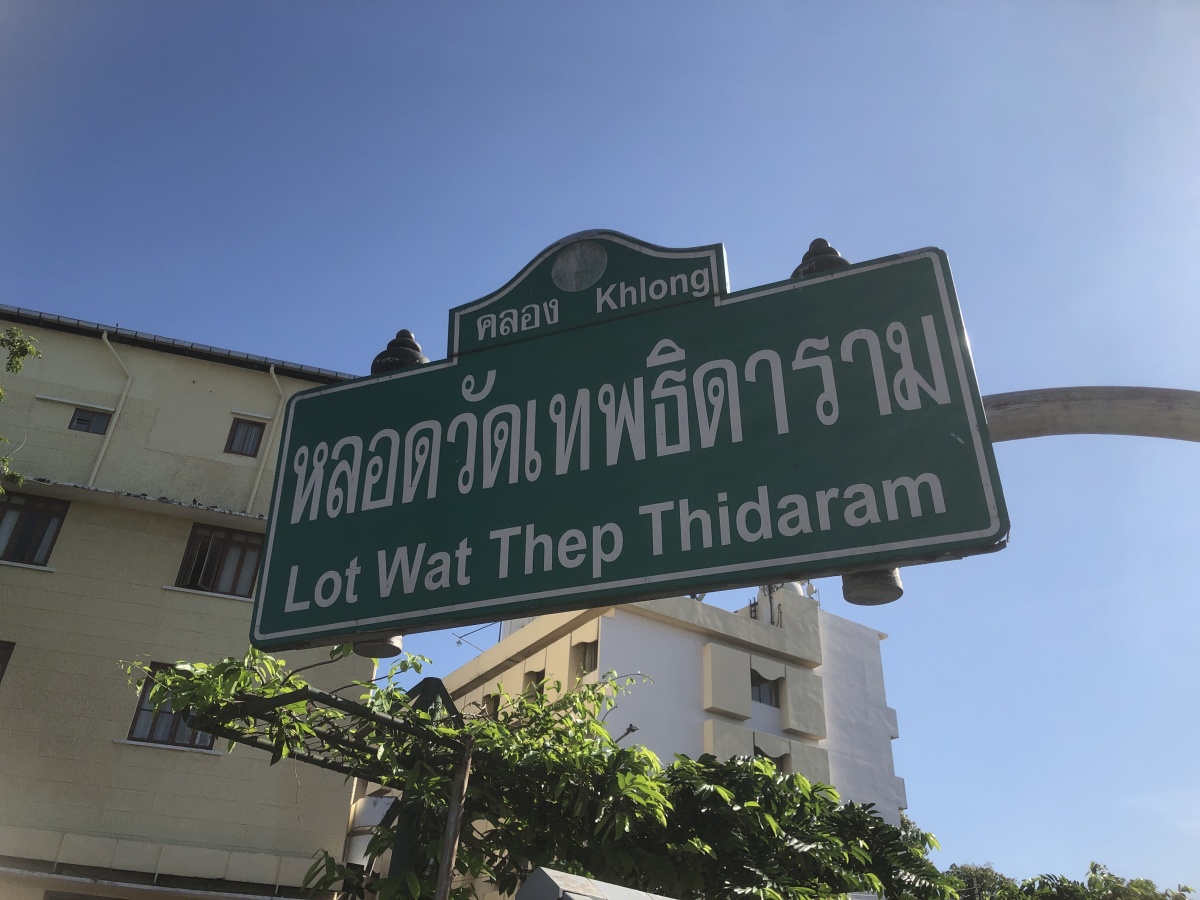 คลอง Khlong
หลอดวัดเทพธิดาราม
Lot Wat Thep Thidaram